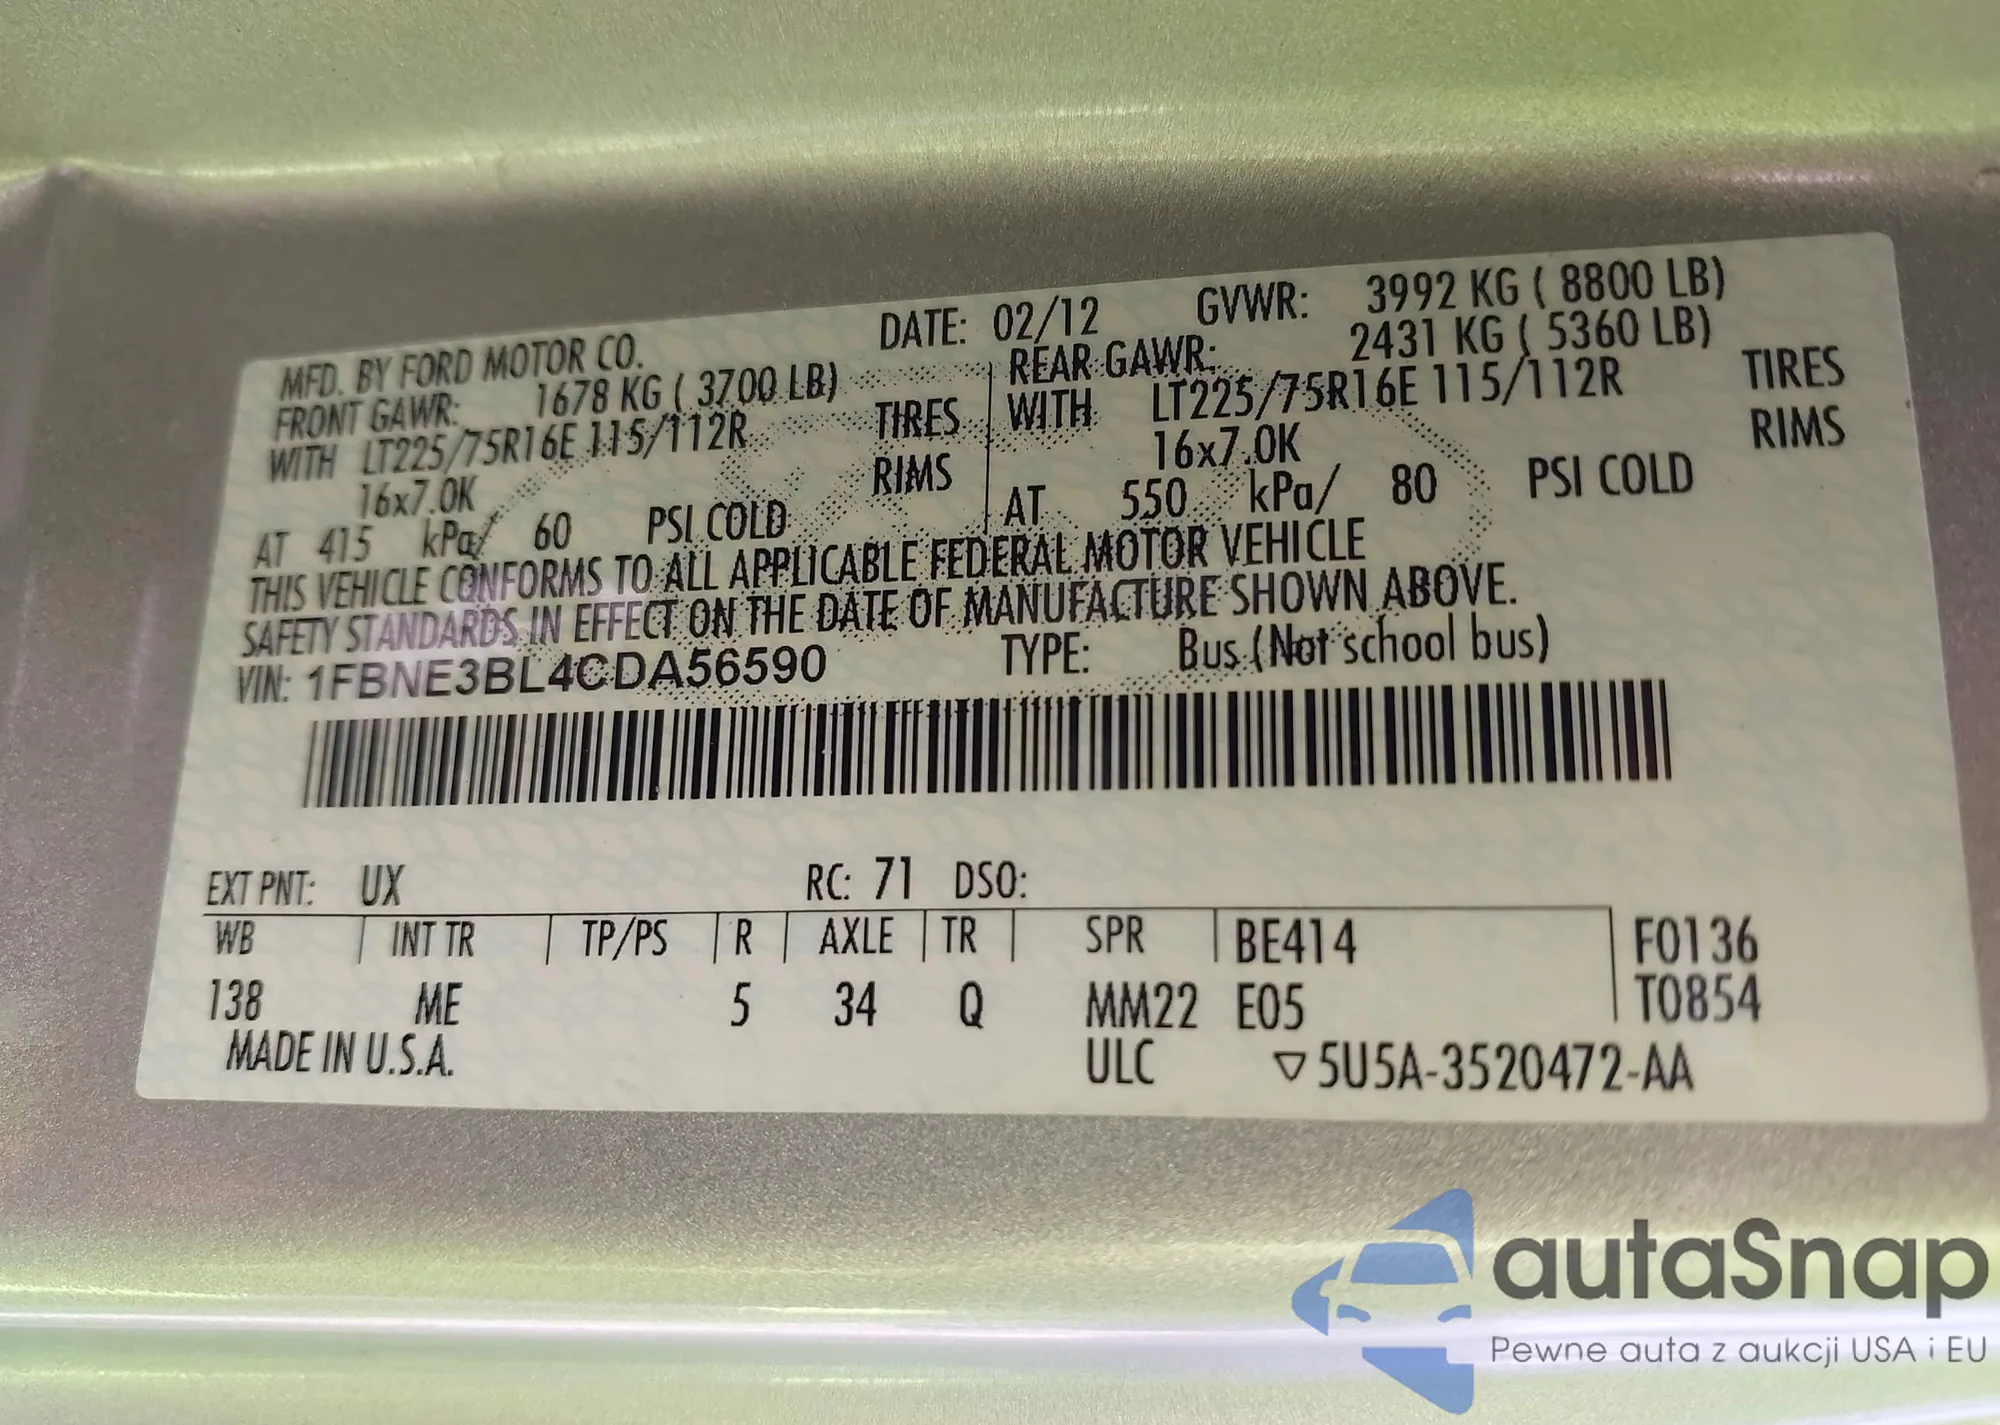 MFD. BY FORD MOTOR CO. DATE: 02/12 GVWR: 3992 KG ( 8800 LB)
FRONT GAWR: 1678 KG ( 3700 LB) REAR GAWR: 2431 KG ( 5360 LB)
WITH LT225/75R16E 115/112R TIRES WITH LT225/75R16E 115/112R TIRES
16x7.0K RIMS 16x7.0K RIMS
AT 415 kPa/ 60 PSI COLD AT 550 kPa/ 80 PSI COLD
THIS VEHICLE CONFORMS TO ALL APPLICABLE FEDERAL MOTOR VEHICLE
SAFETY STANDARDS IN EFFECT ON THE DATE OF MANUFACTURE SHOWN ABOVE.
VIN: 1FBNE3BL4CDA56590 TYPE: Bus (Not school bus)
EXT PNT: UX RC: 71 DSO:
WB INT TR TP/PS R AXLE TR SPR BE414 F0136
138 ME 5 34 Q MM22 E05 T0854
MADE IN U.S.A. ULC ▽5U5A-3520472-AA
autaSnap
Pewne auta z aukcji USA i EU